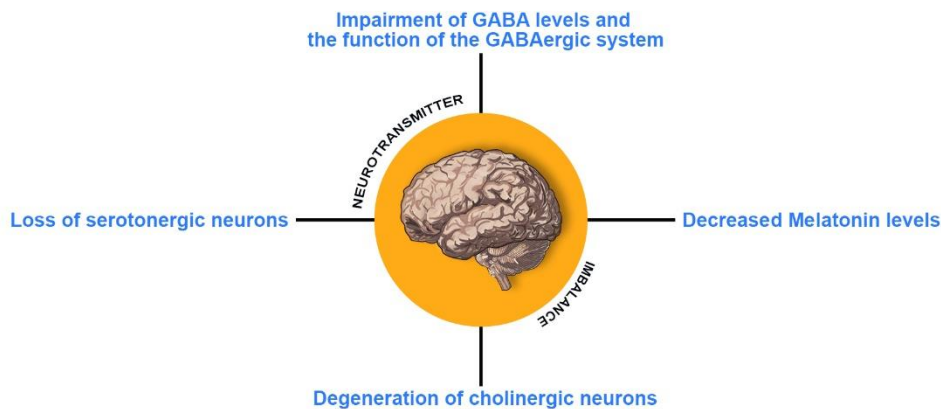 Impairment of GABA levels and
the function of the GABAergic system
NEUROTRANSMITTER
Loss of serotonergic neurons
Decreased Melatonin levels
IMBALANCE
Degeneration of cholinergic neurons